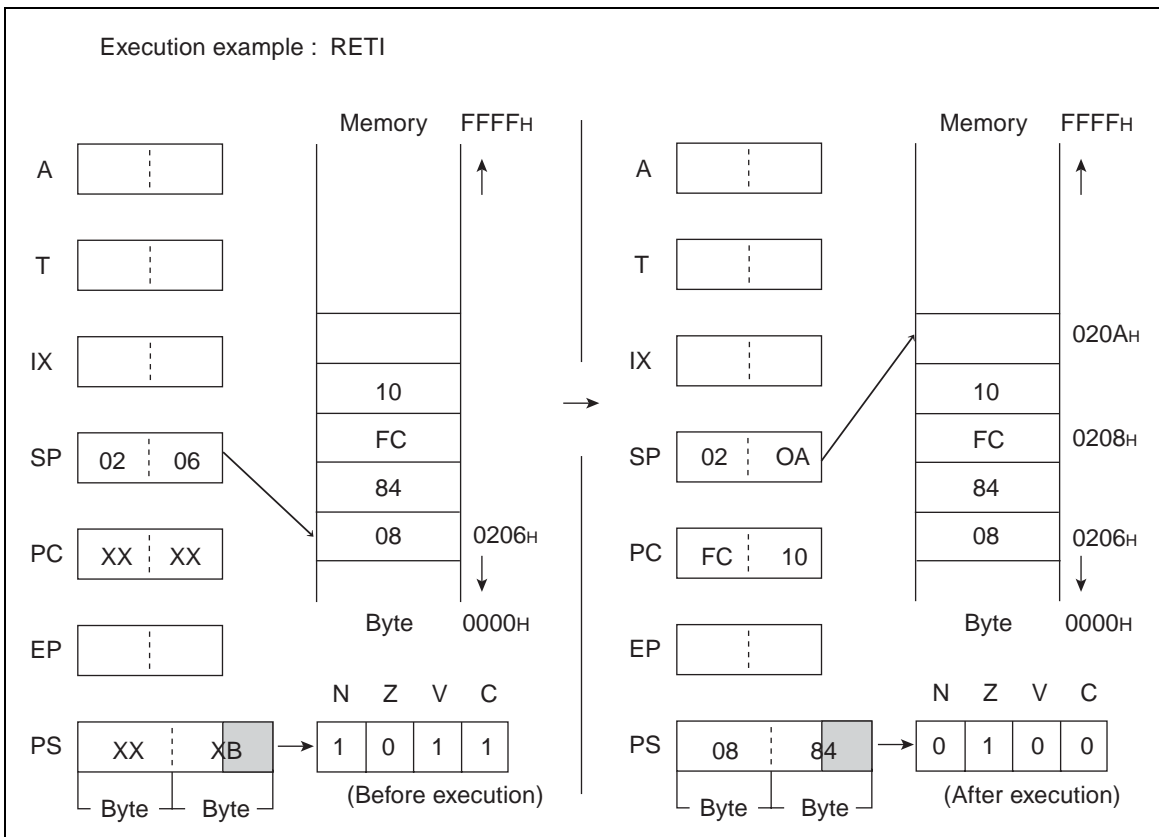 Execution example : RETI
Memory FFFFH
A
T
IX
10
SP 02 06
FC
84
PC XX XX
08 0206H
Byte 0000H
EP
N Z V C
PS XX XB 1 0 1 1
Byte Byte
(Before execution)
Memory FFFFH
A
T
020AH
IX
10
SP 02 OA
FC 0208H
84
PC FC 10
08 0206H
Byte 0000H
EP
N Z V C
PS 08 84 0 1 0 0
Byte Byte
(After execution)